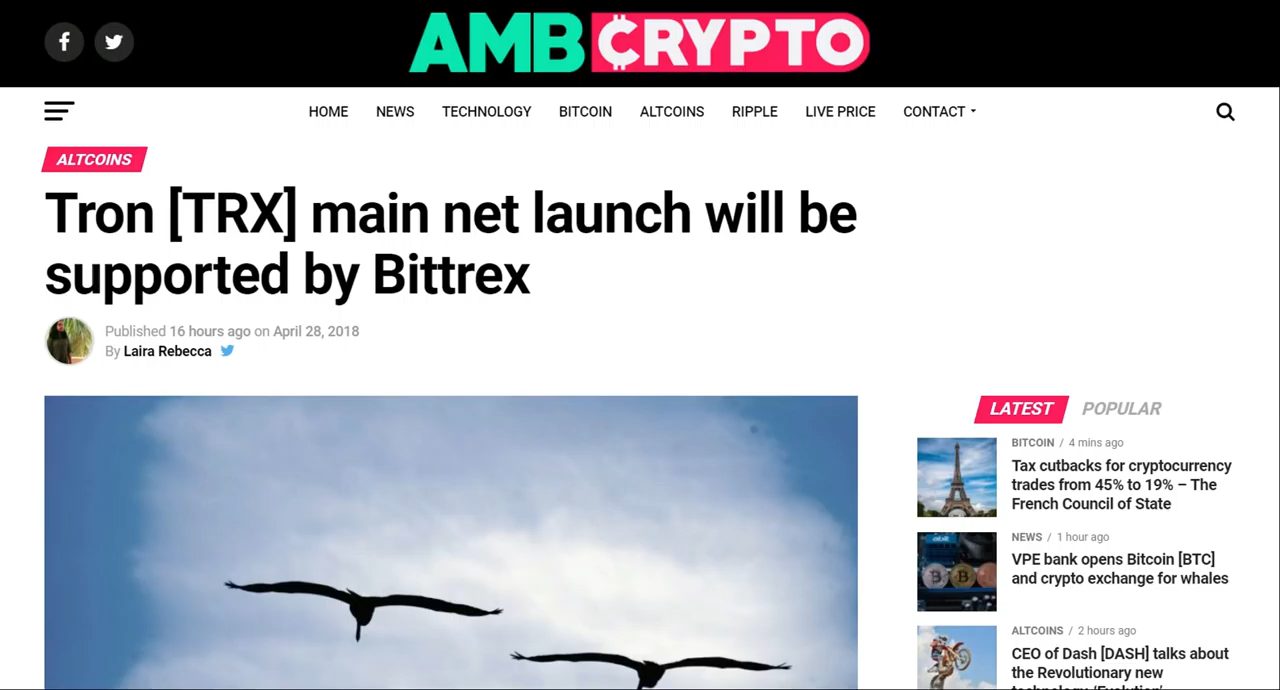 AMBCRYPTO
HOME NEWS TECHNOLOGY BITCOIN ALTCOINS RIPPLE LIVE PRICE CONTACT
ALTCOINS
Tron [TRX] main net launch will be
supported by Bittrex
Published 16 hours ago on April 28, 2018
By Laira Rebecca
LATEST POPULAR
BITCOIN / 4 mins ago
Tax cutbacks for cryptocurrency
trades from 45% to 19% – The
French Council of State
NEWS / 1 hour ago
VPE bank opens Bitcoin [BTC]
and crypto exchange for whales
ALTCOINS / 2 hours ago
CEO of Dash [DASH] talks about
the Revolutionary new
technology 'Evolution'